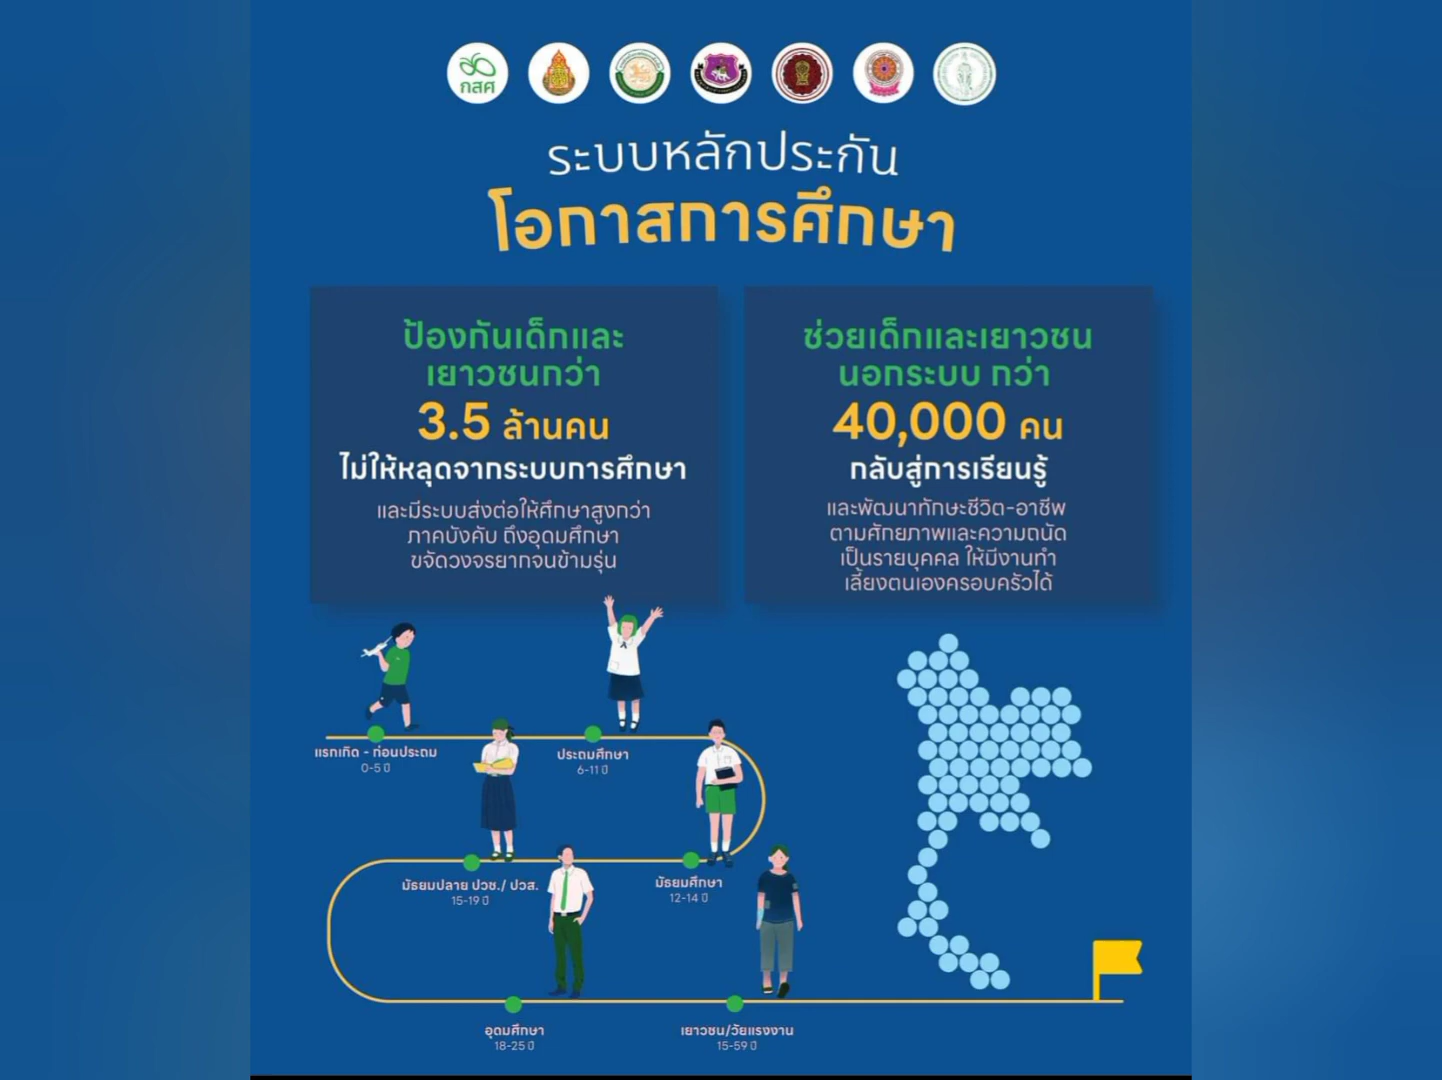 กสศ
ระบบหลักประกัน
โอกาสการศึกษา
ป้องกันเด็กและ
เยาวชนกว่า
3.5 ล้านคน
ไม่ให้หลุดจากระบบการศึกษา
และมีระบบส่งต่อให้ศึกษาสูงกว่า
ภาคบังคับ ถึงอุดมศึกษา
ขจัดวงจรยากจนข้ามรุ่น
ช่วยเด็กและเยาวชน
นอกระบบ กว่า
40,000 คน
กลับสู่การเรียนรู้
และพัฒนาทักษะชีวิต-อาชีพ
ตามศักยภาพและความถนัด
เป็นรายบุคคล ให้มีงานทำ
เลี้ยงตนเองครอบครัวได้
แรกเกิด - ก่อนประถม
0-5 ปี
ประถมศึกษา
6-11 ปี
มัธยมปลาย ปวช./ ปวส.
15-19 ปี
มัธยมศึกษา
12-14 ปี
อุดมศึกษา
18-25 ปี
เยาวชน/วัยแรงงาน
15-59 ปี